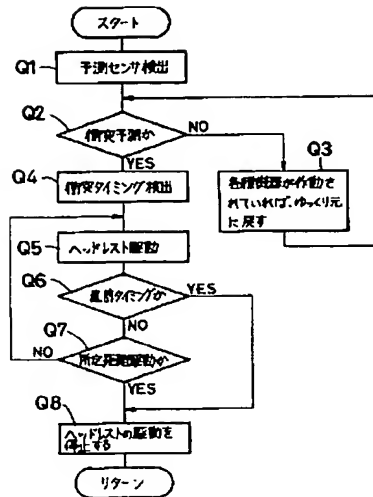 スタート
Q1
予測センサ検出
Q2
衝突予測か
NO
YES
Q3
各種機器が作動さ
れていれば、ゆっくり元
に戻す
Q4
衝突タイミング検出
Q5
ヘッドレスト駆動
Q6
直前タイミングか
YES
NO
Q7
所定距離駆動か
NO
YES
Q8
ヘッドレストの駆動を
停止する
リターン